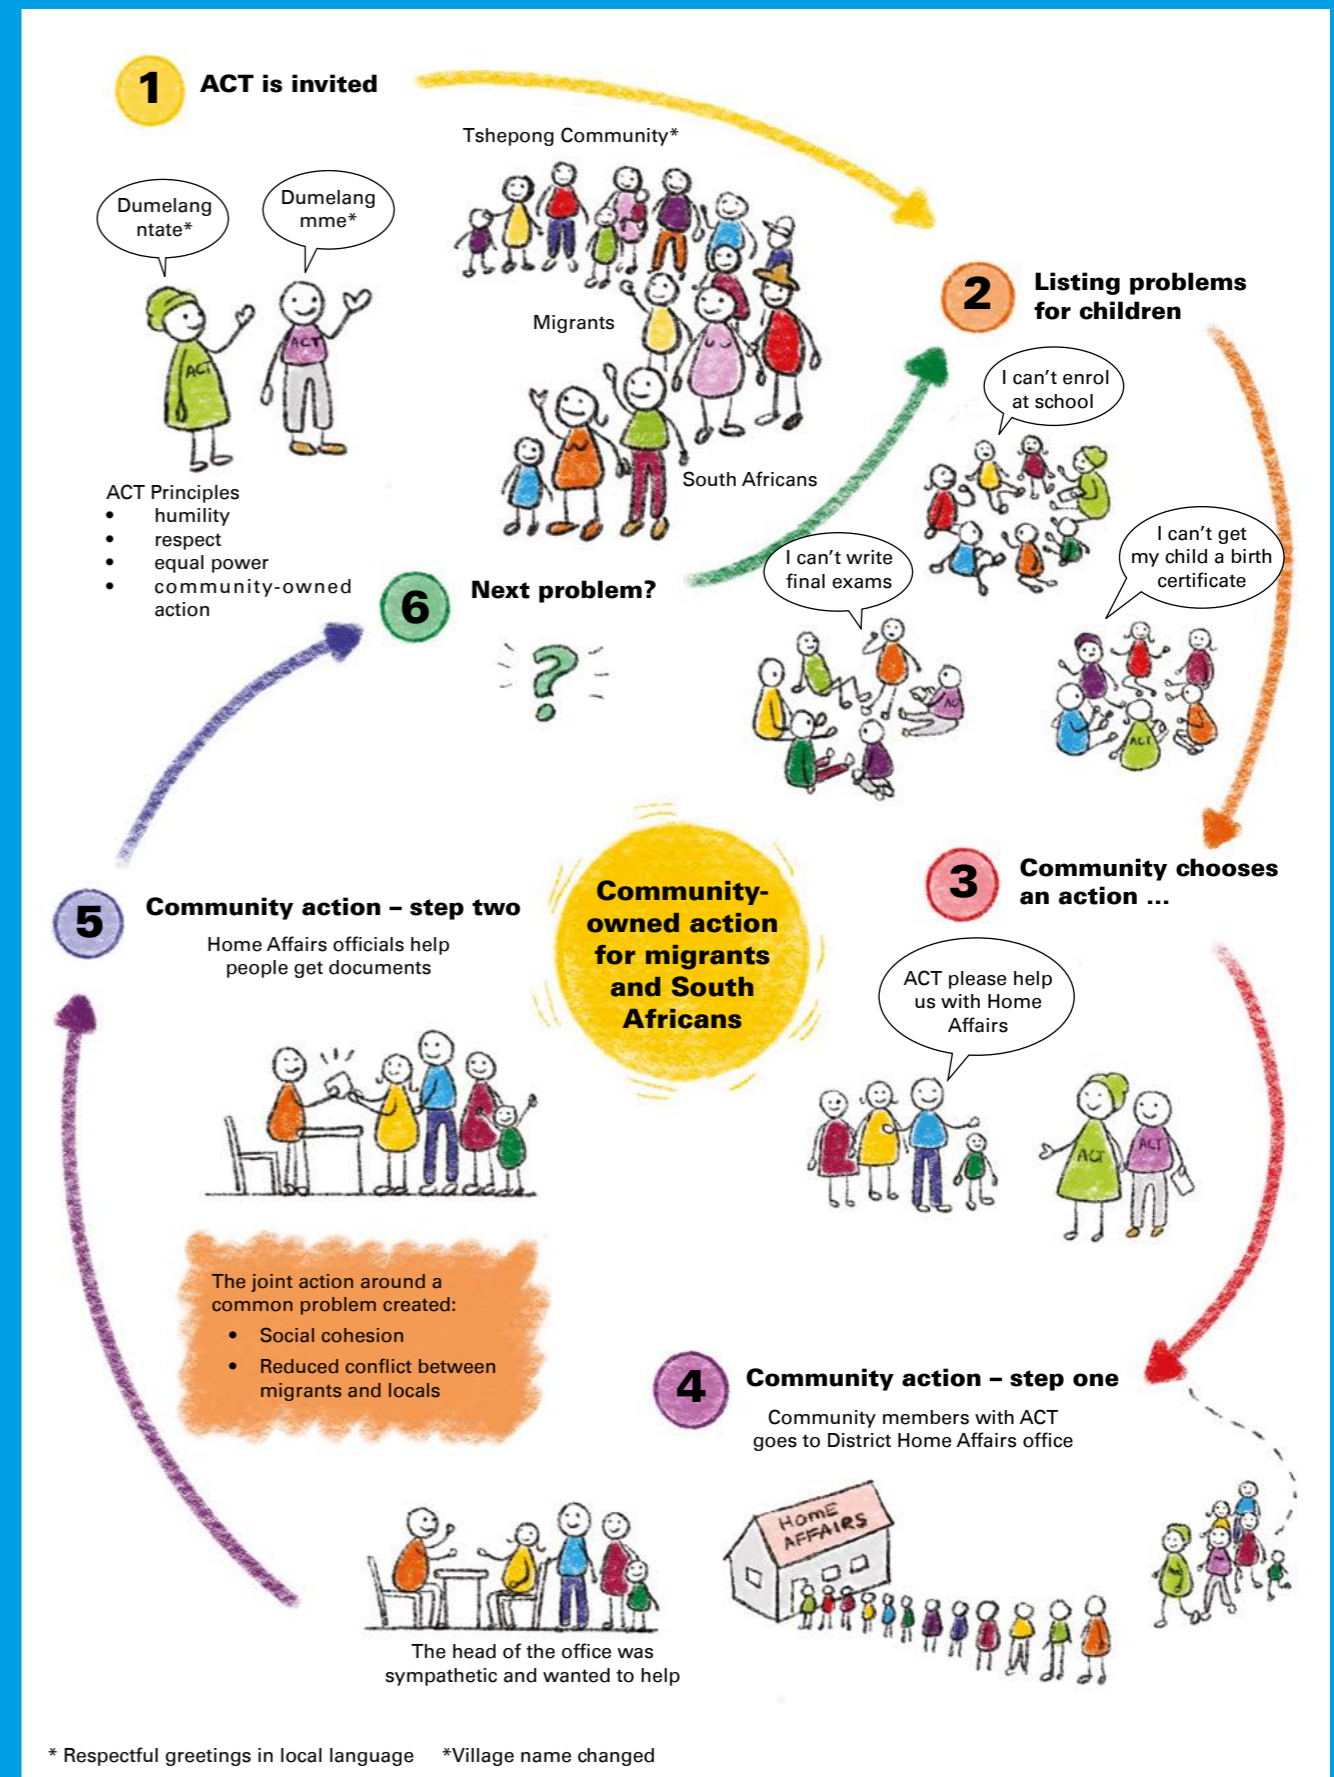 1
ACT is invited
Tshepong Community*
Dumelang
ntate*
Dumelang
mme*
ACT
ACT
Migrants
South Africans
ACT Principles
• humility
• respect
• equal power
• community-owned
action
2
Listing problems
for children
I can't enrol
at school
I can't write
final exams
I can't get
my child a birth
certificate
ACT
3
Community chooses
an action ...
ACT please help
us with Home
Affairs
ACT
ACT
4
Community action – step one
Community members with ACT
goes to District Home Affairs office
HOME
AFFAIRS
The head of the office was
sympathetic and wanted to help
5
Community action – step two
Home Affairs officials help
people get documents
The joint action around a
common problem created:
• Social cohesion
• Reduced conflict between
migrants and locals
6
Next problem?
?
Community-
owned action
for migrants
and South
Africans
* Respectful greetings in local language *Village name changed